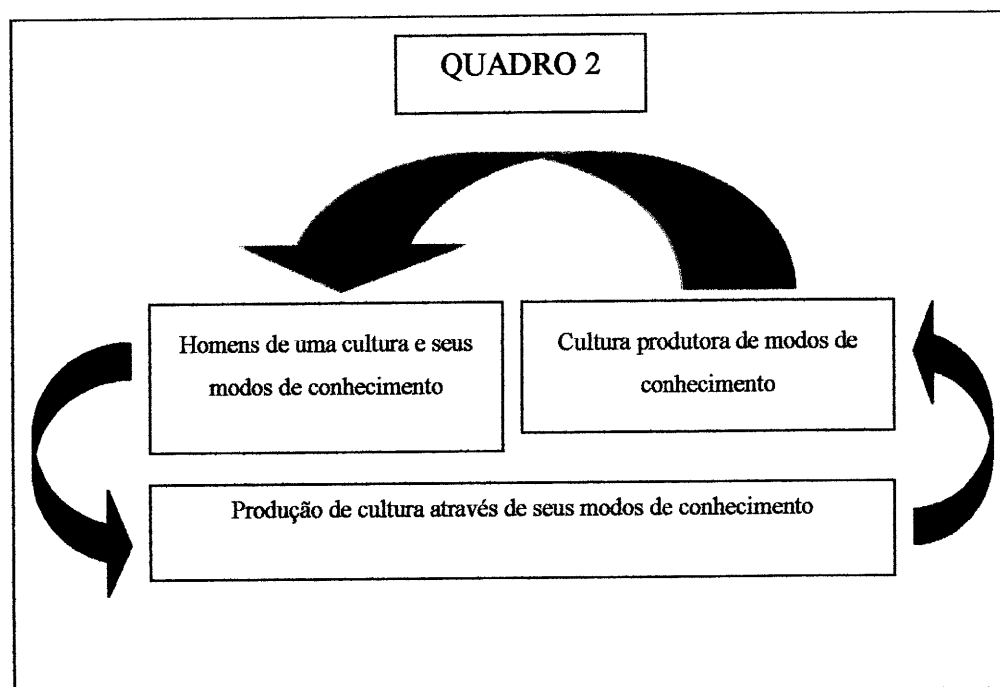 QUADRO 2
Homens de uma cultura e seus
modos de conhecimento
Cultura produtora de modos de
conhecimento
Produção de cultura através de seus modos de conhecimento